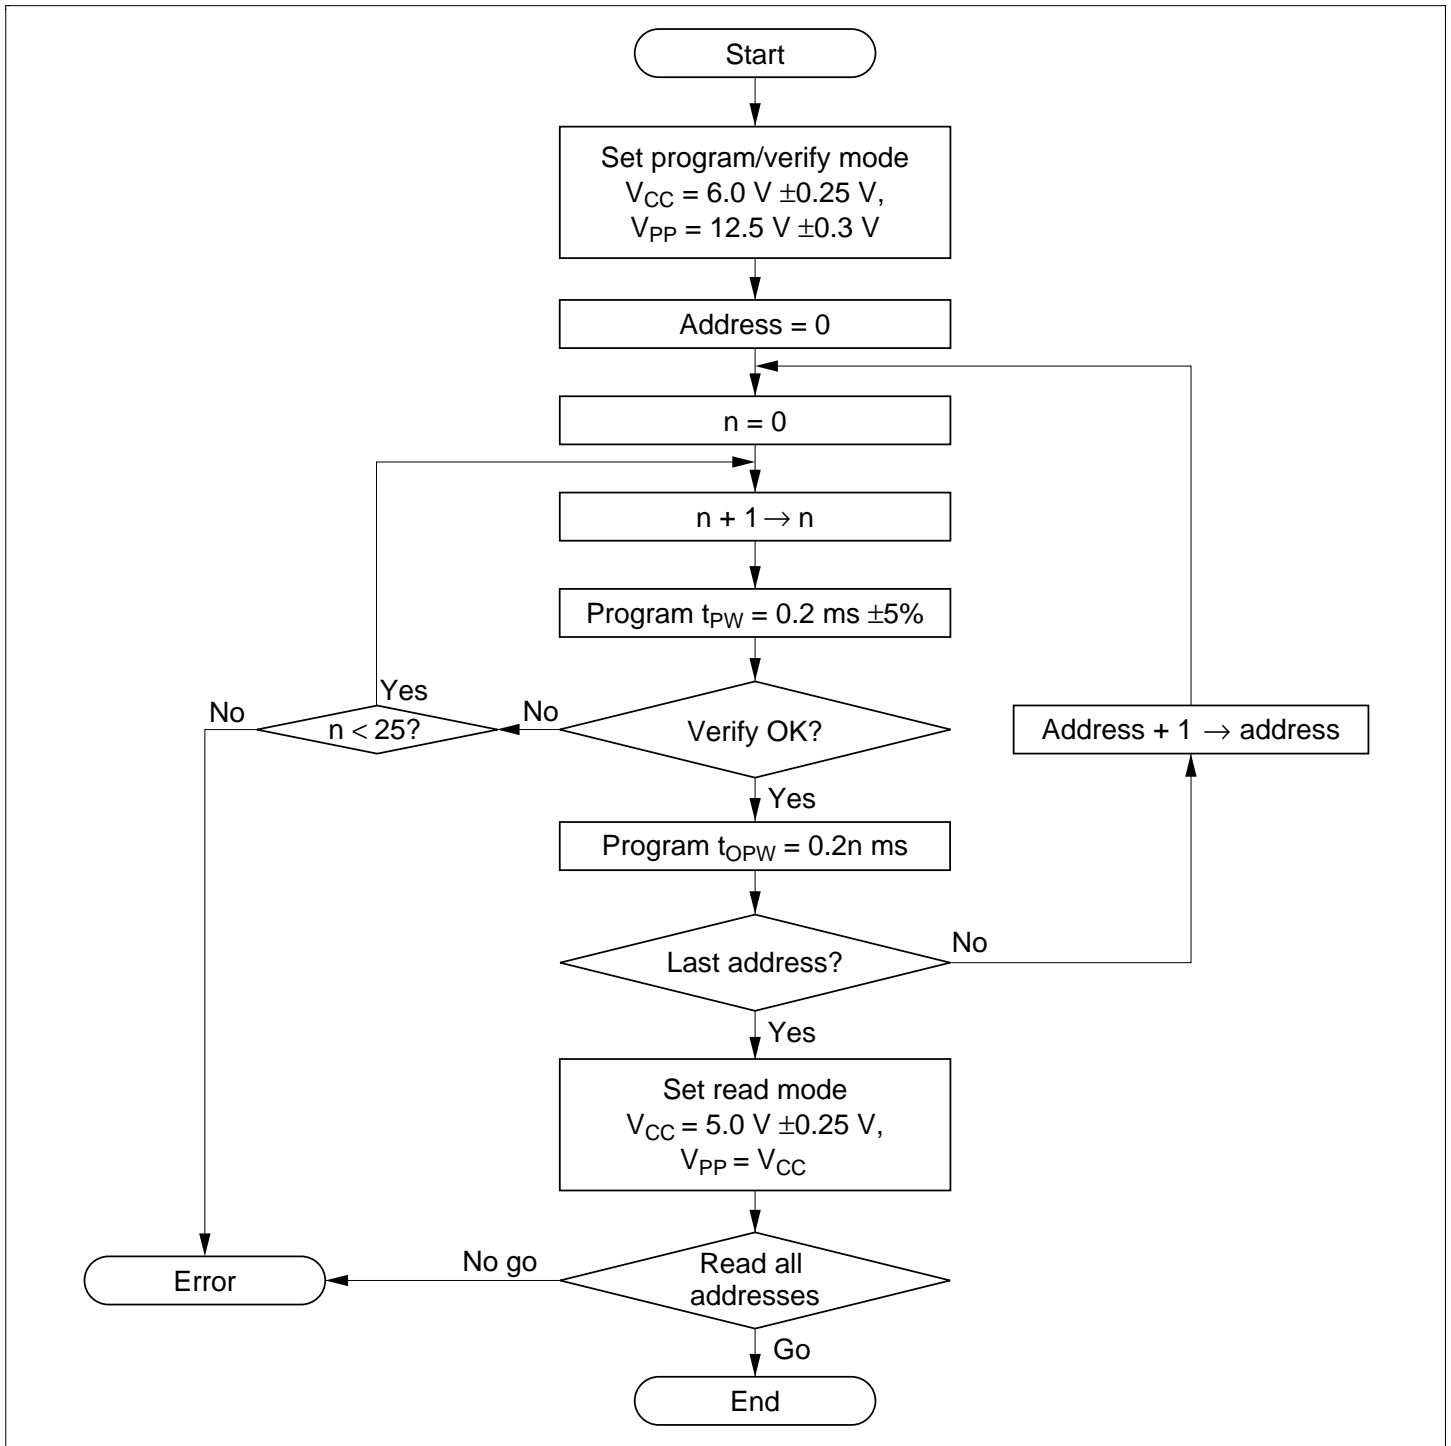 Start
Set program/verify mode
VCC = 6.0 V ±0.25 V,
VPP = 12.5 V ±0.3 V
Address = 0
n = 0
n + 1 → n
Program tPW = 0.2 ms ±5%
Verify OK?
No
n < 25?
Yes
No
Address + 1 → address
Yes
Program tOPW = 0.2n ms
Last address?
No
Yes
Set read mode
VCC = 5.0 V ±0.25 V,
VPP = VCC
Read all
addresses
No go
Error
Go
End